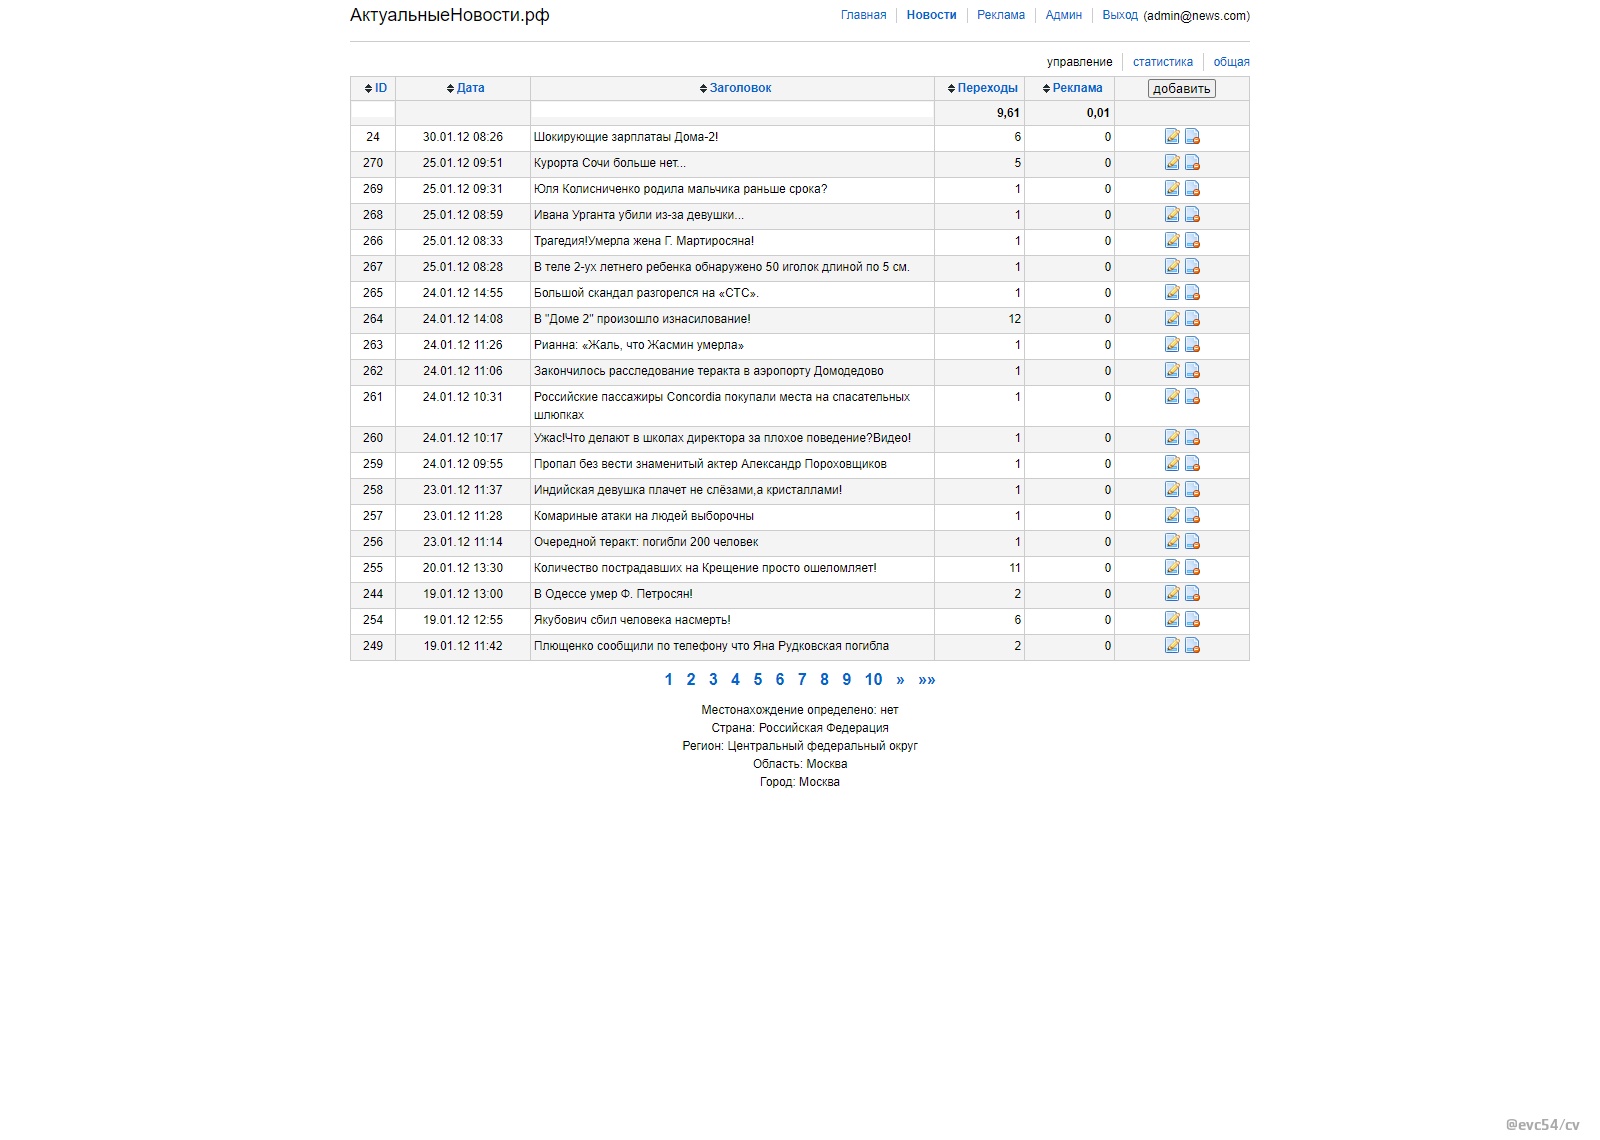 АктуальныеНовости.рф
Главная Новости Реклама Админ Выход (admin@news.com)
управление статистика общая
ID Дата Заголовок Переходы Реклама добавить
9,61 0,01
24 30.01.12 08:26 Шокирующие зарплатаы Дома-2! 6 0
270 25.01.12 09:51 Курорта Сочи больше нет... 5 0
269 25.01.12 09:31 Юля Колисниченко родила мальчика раньше срока? 1 0
268 25.01.12 08:59 Ивана Урганта убили из-за девушки... 1 0
266 25.01.12 08:33 Трагедия!Умерла жена Г. Мартиросяна! 1 0
267 25.01.12 08:28 В теле 2-ух летнего ребенка обнаружено 50 иголок длиной по 5 см. 1 0
265 24.01.12 14:55 Большой скандал разгорелся на «СТС». 1 0
264 24.01.12 14:08 В "Доме 2" произошло изнасилование! 12 0
263 24.01.12 11:26 Рианна: «Жаль, что Жасмин умерла» 1 0
262 24.01.12 11:06 Закончилось расследование теракта в аэропорту Домодедово 1 0
261 24.01.12 10:31 Российские пассажиры Concordia покупали места на спасательных 1 0
шлюпках
260 24.01.12 10:17 Ужас!Что делают в школах директора за плохое поведение?Видео! 1 0
259 24.01.12 09:55 Пропал без вести знаменитый актер Александр Пороховщиков 1 0
258 23.01.12 11:37 Индийская девушка плачет не слёзами,а кристаллами! 1 0
257 23.01.12 11:28 Комариные атаки на людей выборочны 1 0
256 23.01.12 11:14 Очередной теракт: погибли 200 человек 1 0
255 20.01.12 13:30 Количество пострадавших на Крещение просто ошеломляет! 11 0
244 19.01.12 13:00 В Одессе умер Ф. Петросян! 2 0
254 19.01.12 12:55 Якубович сбил человека насмерть! 6 0
249 19.01.12 11:42 Плющенко сообщили по телефону что Яна Рудковская погибла 2 0
1 2 3 4 5 6 7 8 9 10 » »»
Местонахождение определено: нет
Страна: Российская Федерация
Регион: Центральный федеральный округ
Область: Москва
Город: Москва
@evc54/cv